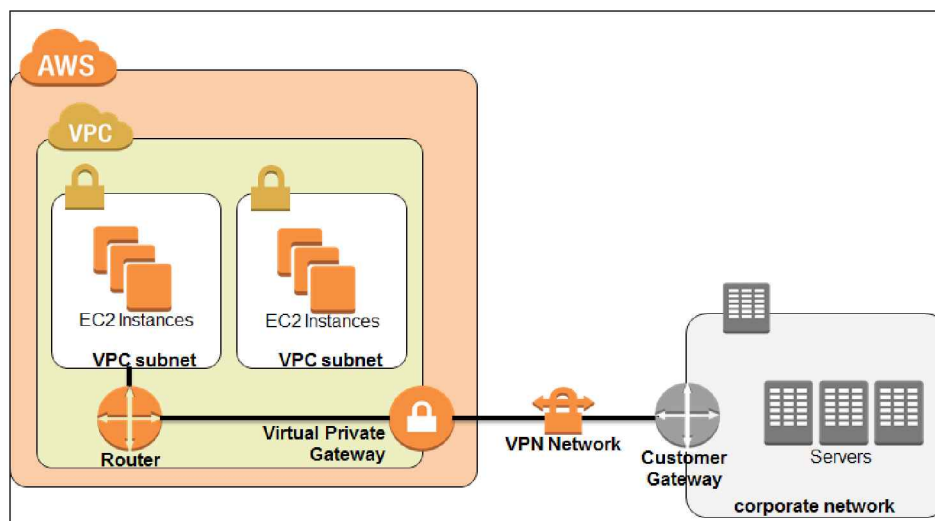 AWS
VPC
EC2 Instances
EC2 Instances
VPC subnet
VPC subnet
Router
Virtual Private
Gateway
VPN Network
Customer
Gateway
Servers
corporate network